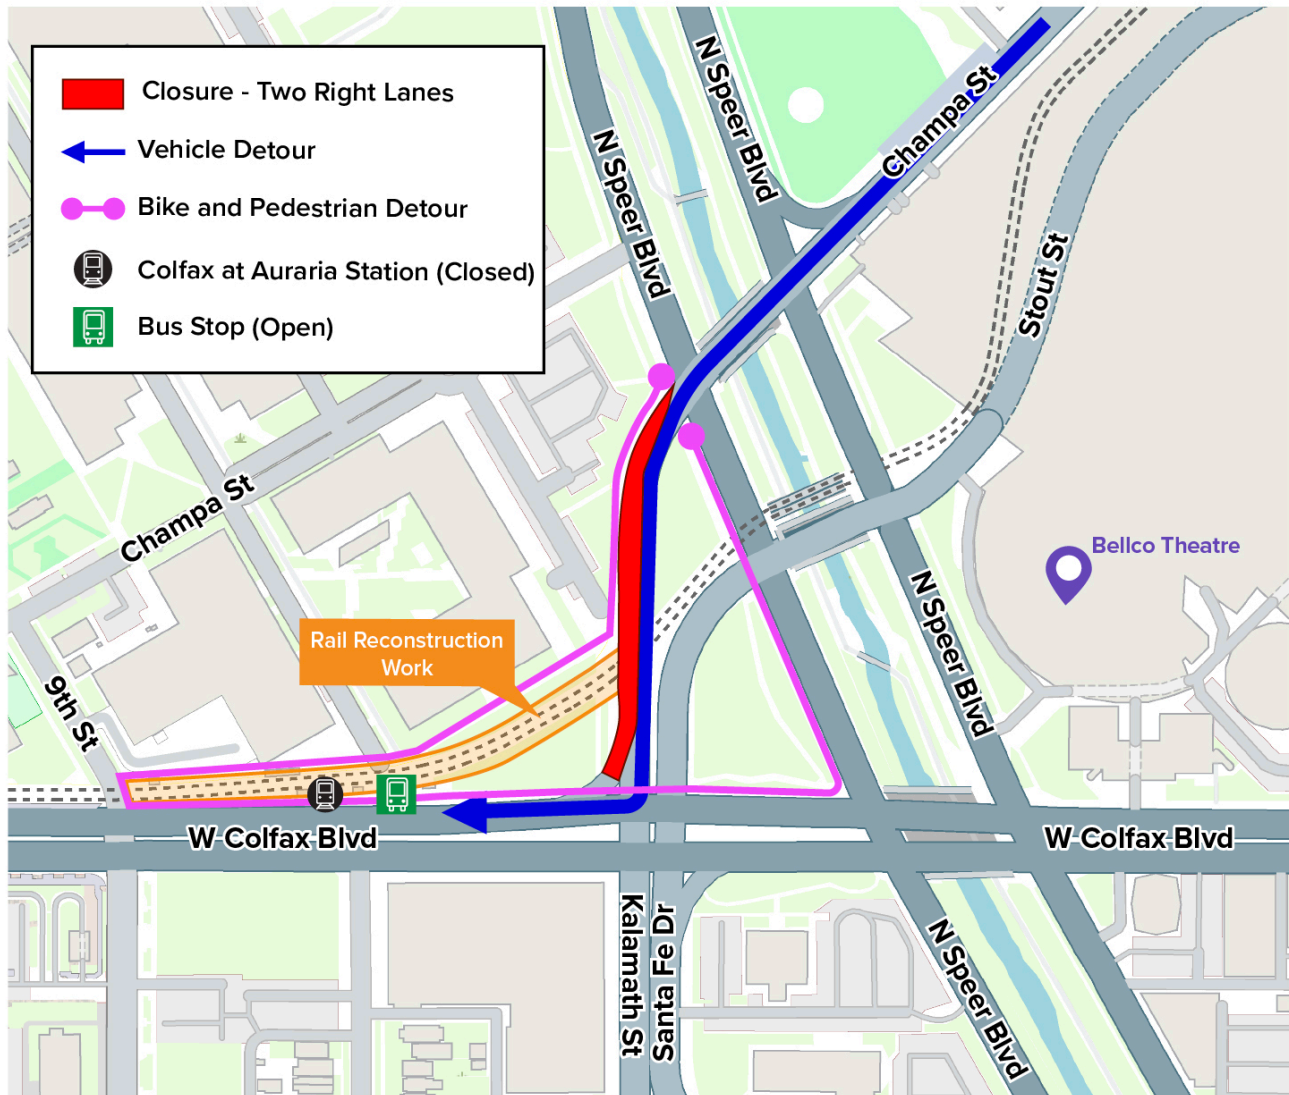 Closure - Two Right Lanes
Vehicle Detour
Bike and Pedestrian Detour
Colfax at Auraria Station (Closed)
Bus Stop (Open)
N Speer Blvd
N Speer Blvd
Champa St
Stout St
Champa St
Bellco Theatre
Rail Reconstruction
Work
N Speer Blvd
9th St
W Colfax Blvd
W Colfax Blvd
Kalamath St
Santa Fe Dr
N Speer Blvd